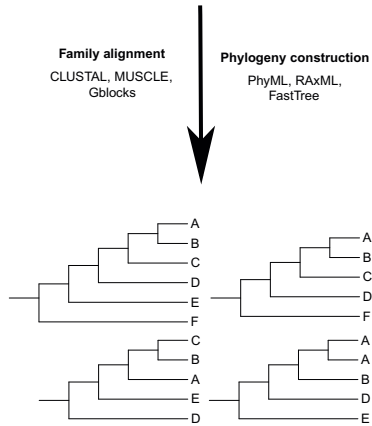 Family alignment
CLUSTAL, MUSCLE,
Gblocks
Phylogeny construction
PhyML, RAxML,
FastTree
A
B
C
D
E
F
A
B
C
D
F
C
B
A
E
D
A
A
B
D
E